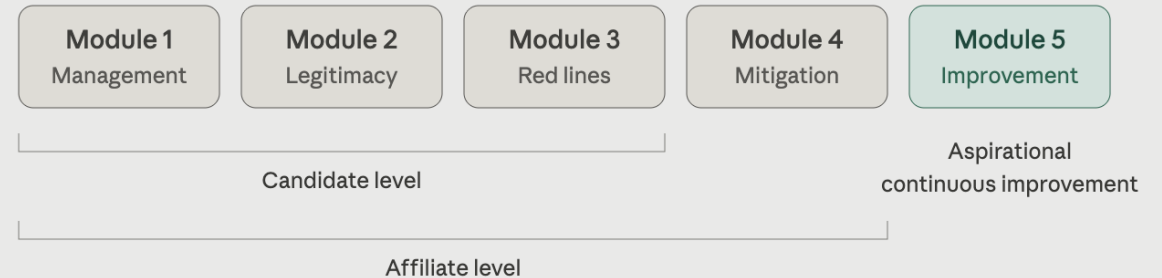 Module 1
Management
Module 2
Legitimacy
Module 3
Red lines
Module 4
Mitigation
Module 5
Improvement
Candidate level
Aspirational
continuous improvement
Affiliate level